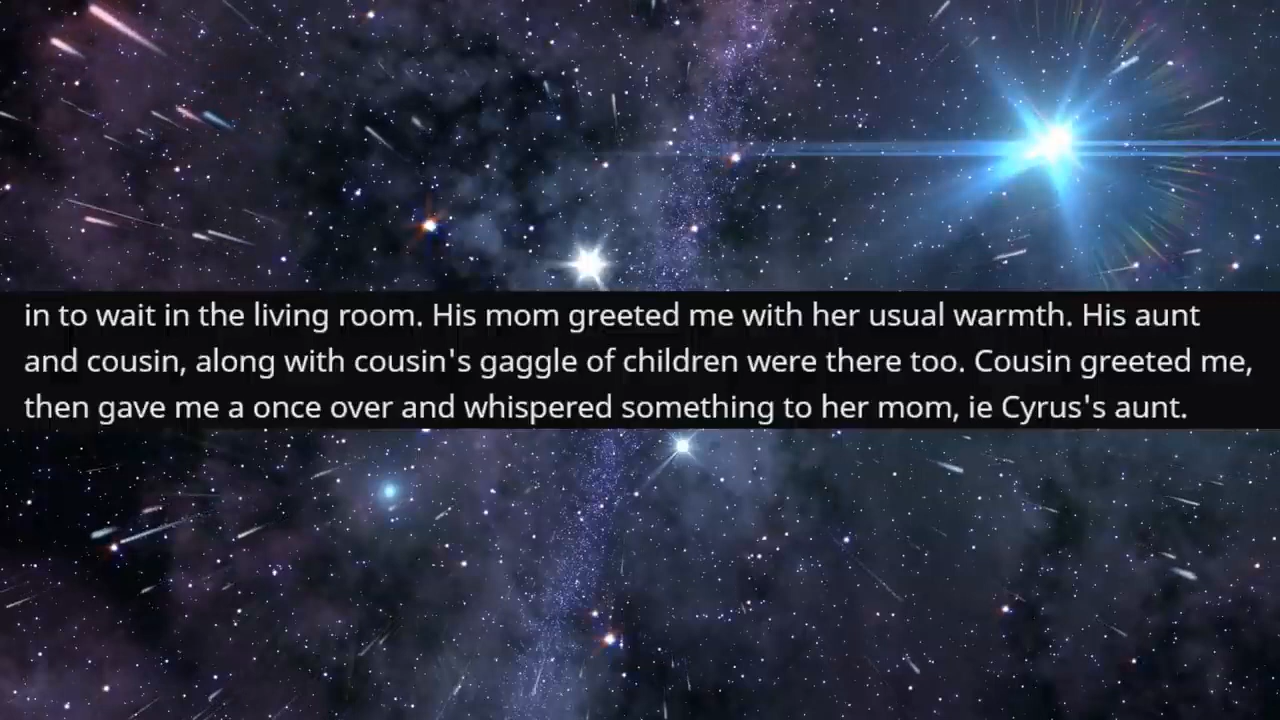 in to wait in the living room. His mom greeted me with her usual warmth. His aunt
and cousin, along with cousin's gaggle of children were there too. Cousin greeted me,
then gave me a once over and whispered something to her mom, ie Cyrus's aunt.